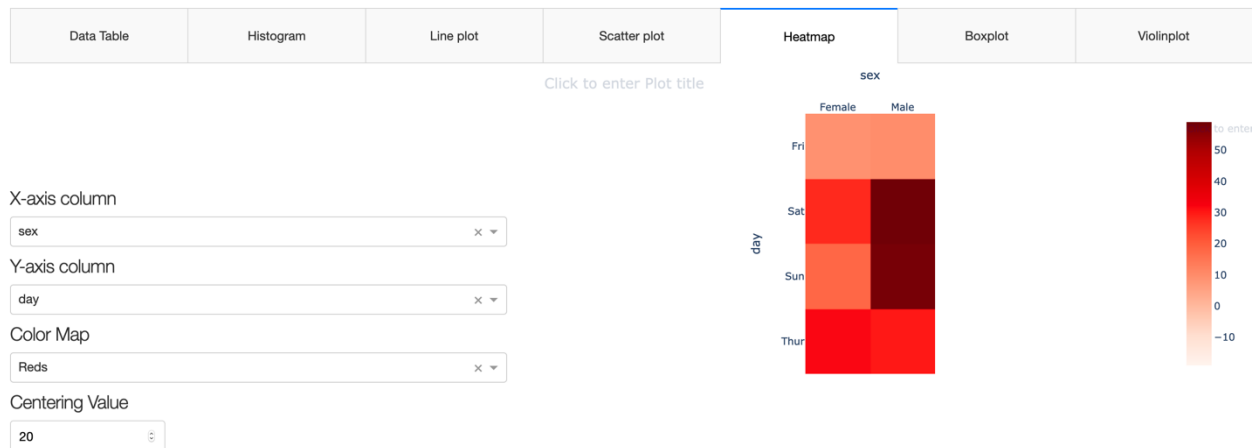 Data Table Histogram Line plot Scatter plot Heatmap Boxplot Violinplot
Click to enter Plot title
sex
Female Male
to enter
Fri
Sat
Sun
Thur
day
50
40
30
20
10
0
−10
X-axis column
sex
Y-axis column
day
Color Map
Reds
Centering Value
20